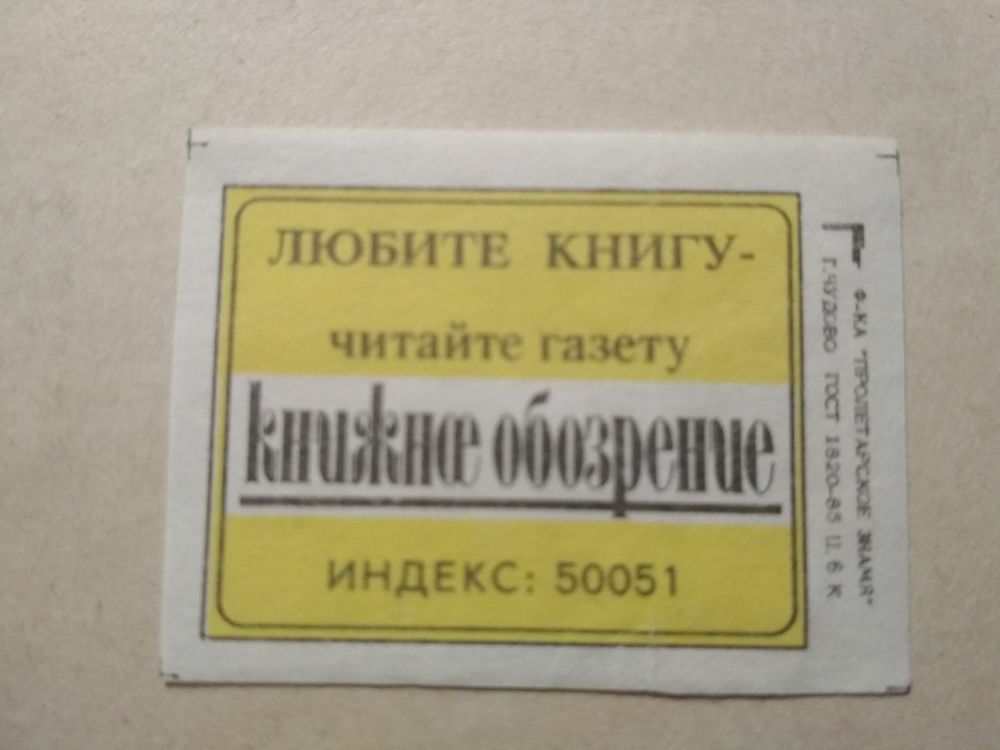 ЛЮБИТЕ КНИГУ-
читайте газету
книжное обозрение
ИНДЕКС: 50051
Ф-КА "ПРОЛЕТАРСКОЕ ЗНАМЯ"
Г.ЧУДОВО ГОСТ 1820-85 Ц. 6 К